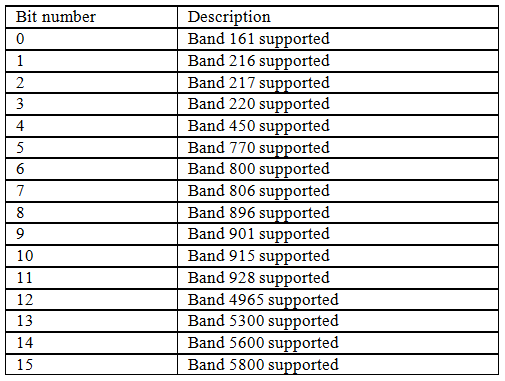 Bit number Description
0 Band 161 supported
1 Band 216 supported
2 Band 217 supported
3 Band 220 supported
4 Band 450 supported
5 Band 770 supported
6 Band 800 supported
7 Band 806 supported
8 Band 896 supported
9 Band 901 supported
10 Band 915 supported
11 Band 928 supported
12 Band 4965 supported
13 Band 5300 supported
14 Band 5600 supported
15 Band 5800 supported